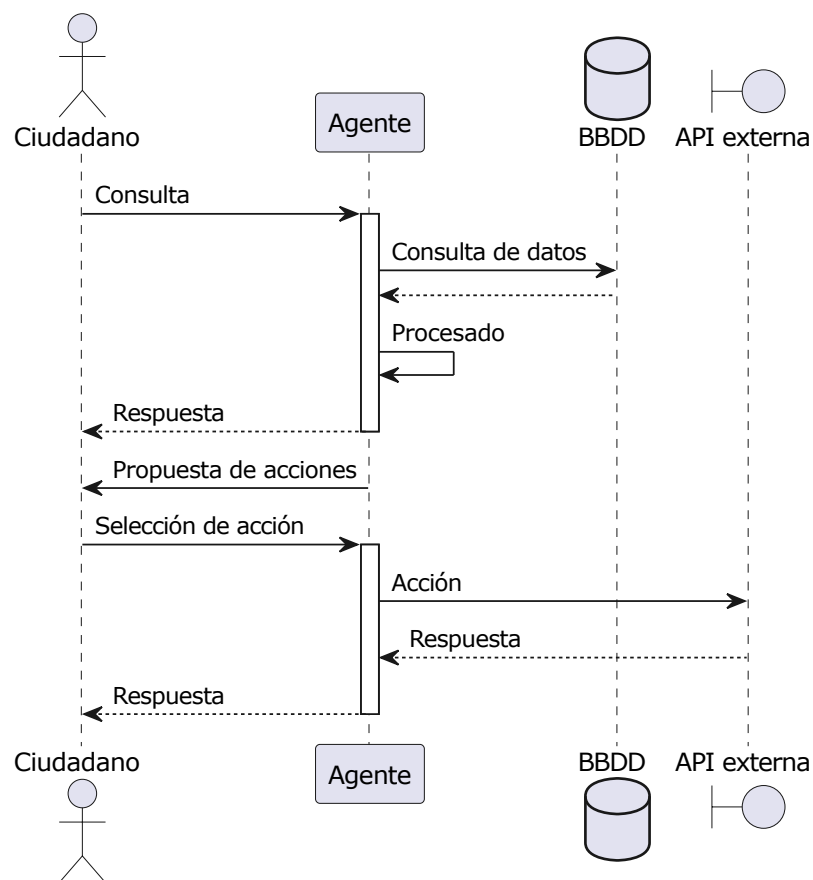 Ciudadano
Agente
BBDD
API externa
Consulta
Consulta de datos
Procesado
Respuesta
Propuesta de acciones
Selección de acción
Acción
Respuesta
Respuesta
Ciudadano
Agente
BBDD
API externa